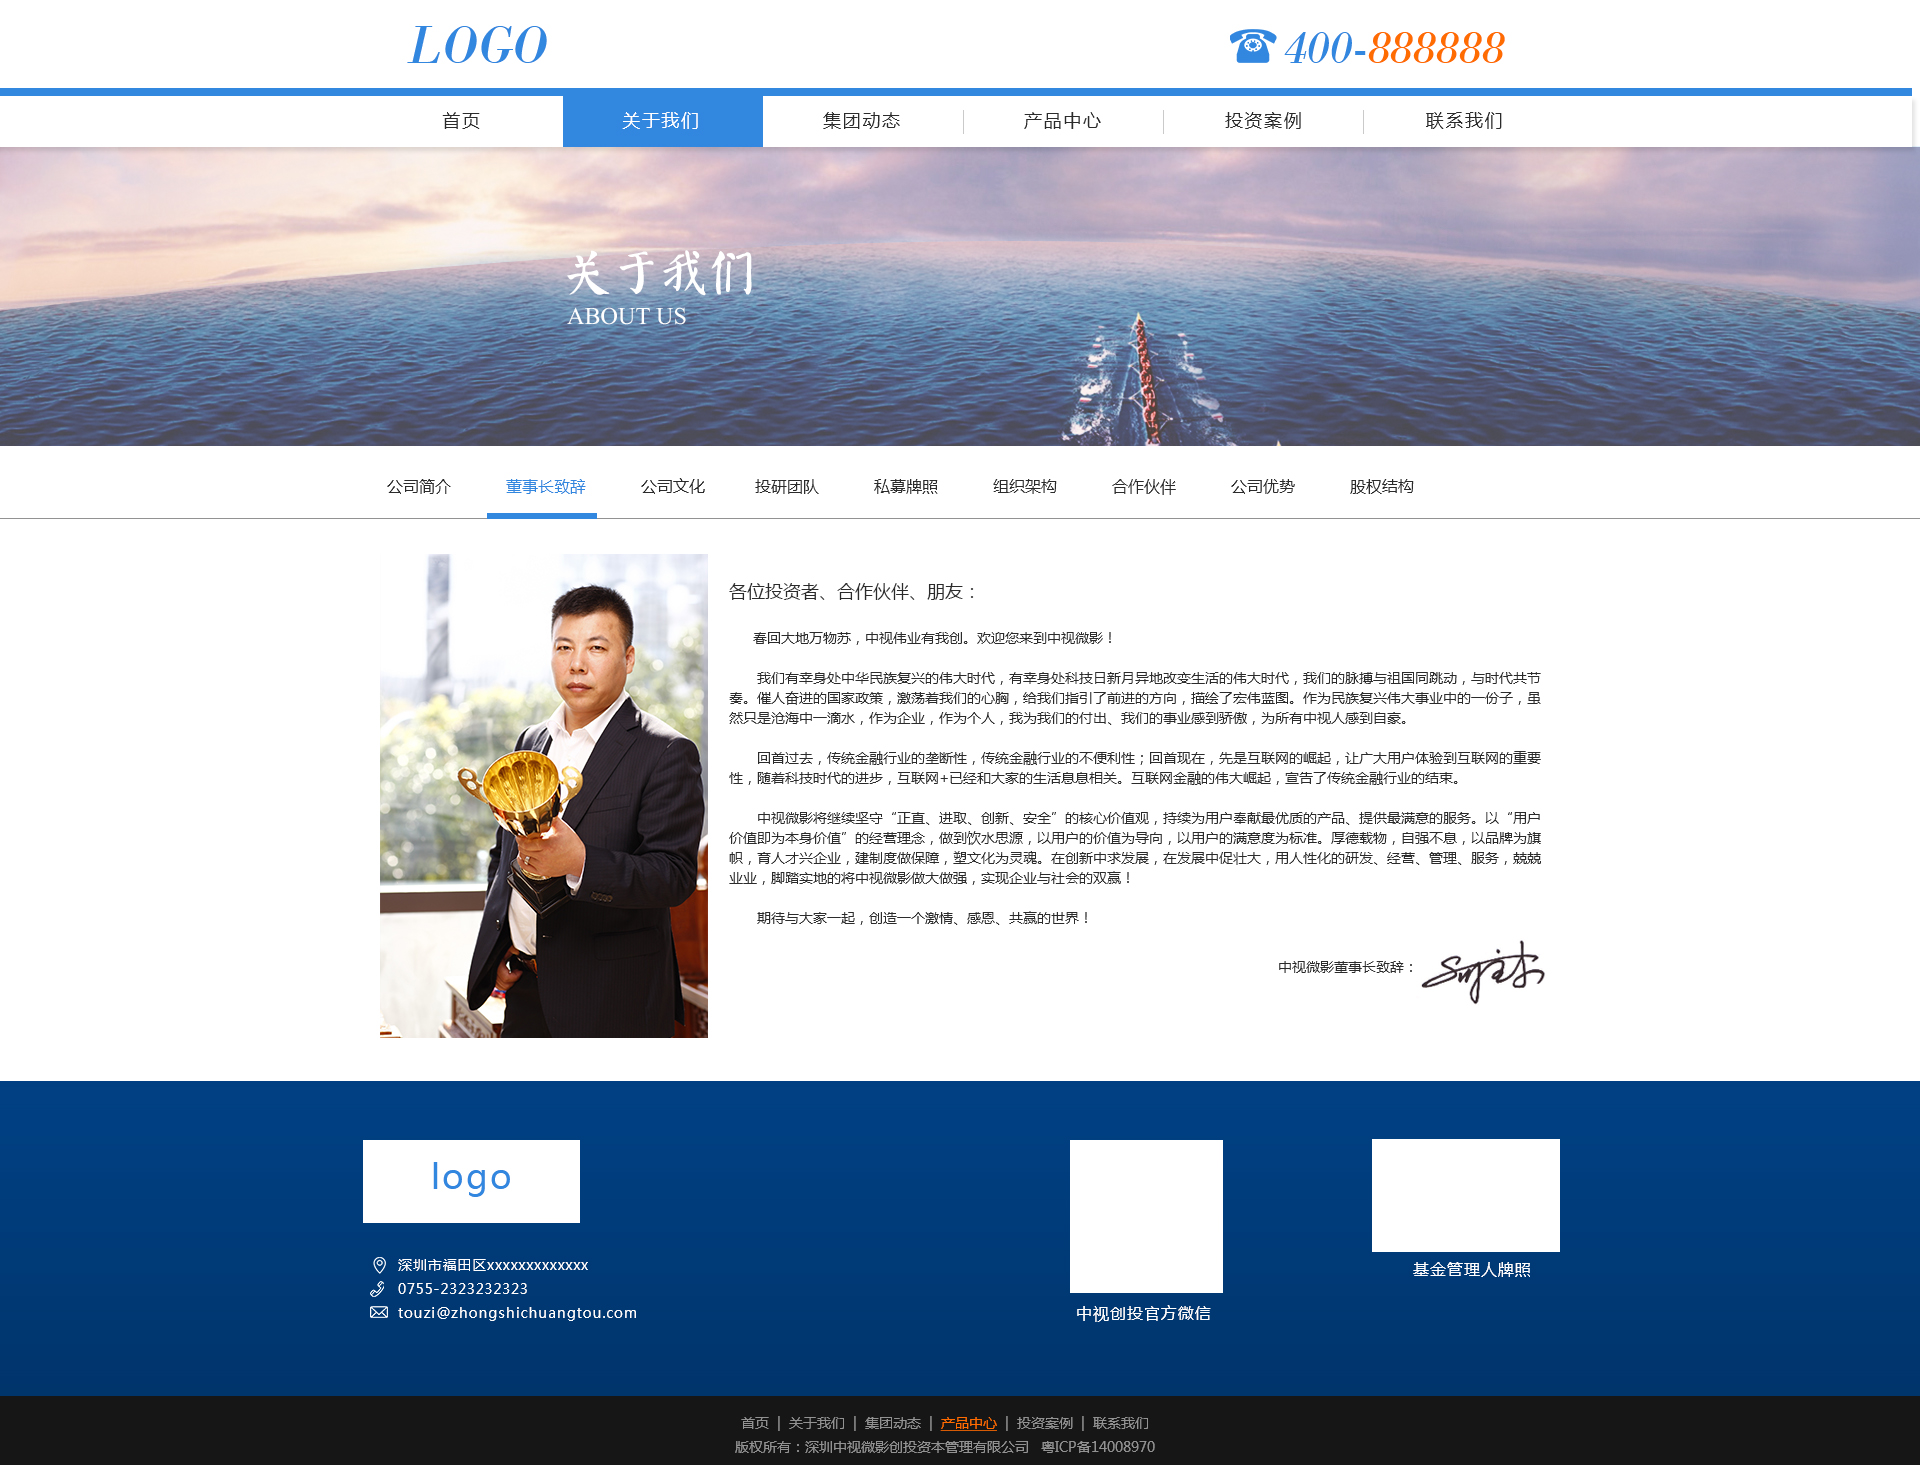 LOGO
400-888888
首页 关于我们 集团动态 产品中心 投资案例 联系我们
关于我们
ABOUT US
公司简介 董事长致辞 公司文化 投研团队 私募牌照 组织架构 合作伙伴 公司优势 股权结构
各位投资者、合作伙伴、朋友：
春回大地万物苏，中视伟业有我创。欢迎您来到中视微影！
我们有幸身处中华民族复兴的伟大时代，有幸身处科技日新月异地改变生活的伟大时代，我们的脉搏与祖国同跳动，与时代共节
奏。催人奋进的国家政策，激荡着我们的心胸，给我们指引了前进的方向，描绘了宏伟蓝图。作为民族复兴伟大事业中的一份子，虽
然只是沧海中一滴水，作为企业，作为个人，我为我们的付出、我们的事业感到骄傲，为所有中视人感到自豪。
回首过去，传统金融行业的垄断性，传统金融行业的不便利性；回首现在，先是互联网的崛起，让广大用户体验到互联网的重要
性，随着科技时代的进步，互联网+已经和大家的生活息息相关。互联网金融的伟大崛起，宣告了传统金融行业的结束。
中视微影将继续坚守“正直、进取、创新、安全”的核心价值观，持续为用户奉献最优质的产品、提供最满意的服务。以“用户
价值即为本身价值”的经营理念，做到饮水思源，以用户的价值为导向，以用户的满意度为标准。厚德载物，自强不息，以品牌为旗
帜，育人才兴企业，建制度做保障，塑文化为灵魂。在创新中求发展，在发展中促壮大，用人性化的研发、经营、管理、服务，兢兢
业业，脚踏实地的将中视微影做大做强，实现企业与社会的双赢！
期待与大家一起，创造一个激情、感恩、共赢的世界！
中视微影董事长致辞：
logo
深圳市福田区xxxxxxxxxxxxx
0755-2323232323
touzi@zhongshichuangtou.com
中视创投官方微信
基金管理人牌照
首页 | 关于我们 | 集团动态 | 产品中心 | 投资案例 | 联系我们
版权所有：深圳中视微影创投资本管理有限公司 粤ICP备14008970